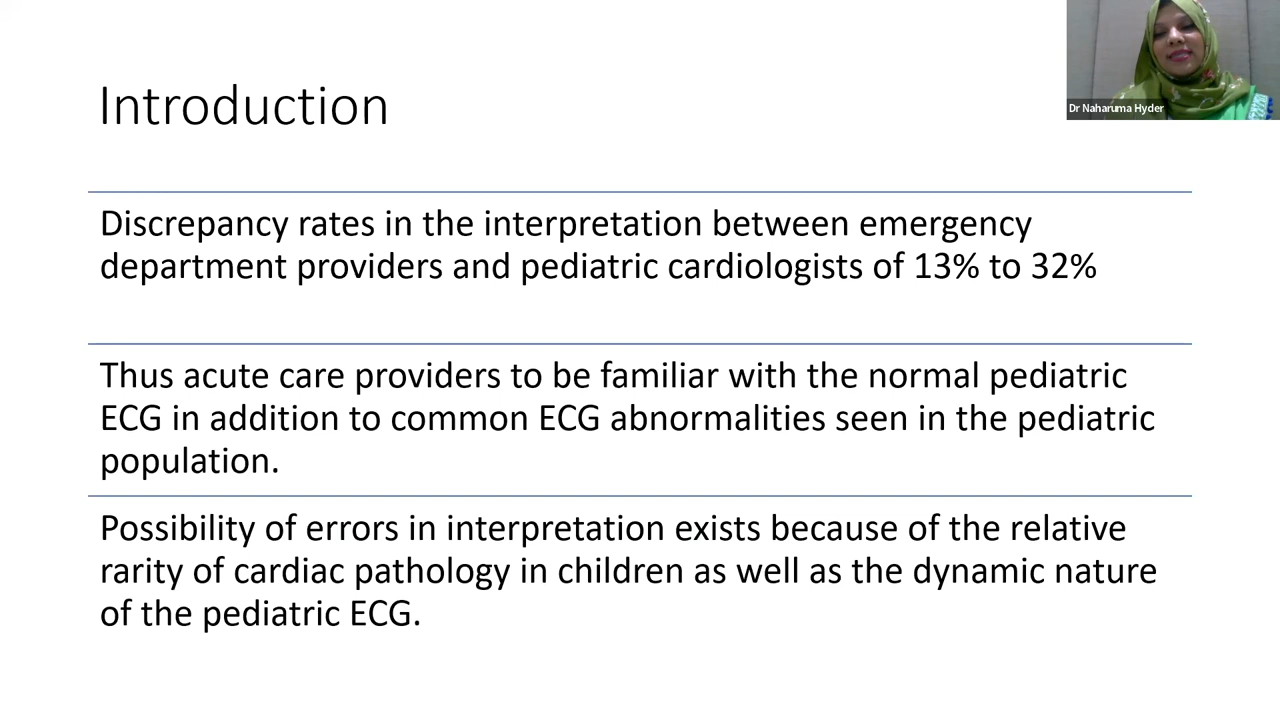 Introduction
Dr Naharuma Hyder
Discrepancy rates in the interpretation between emergency
department providers and pediatric cardiologists of 13% to 32%
Thus acute care providers to be familiar with the normal pediatric
ECG in addition to common ECG abnormalities seen in the pediatric
population.
Possibility of errors in interpretation exists because of the relative
rarity of cardiac pathology in children as well as the dynamic nature
of the pediatric ECG.